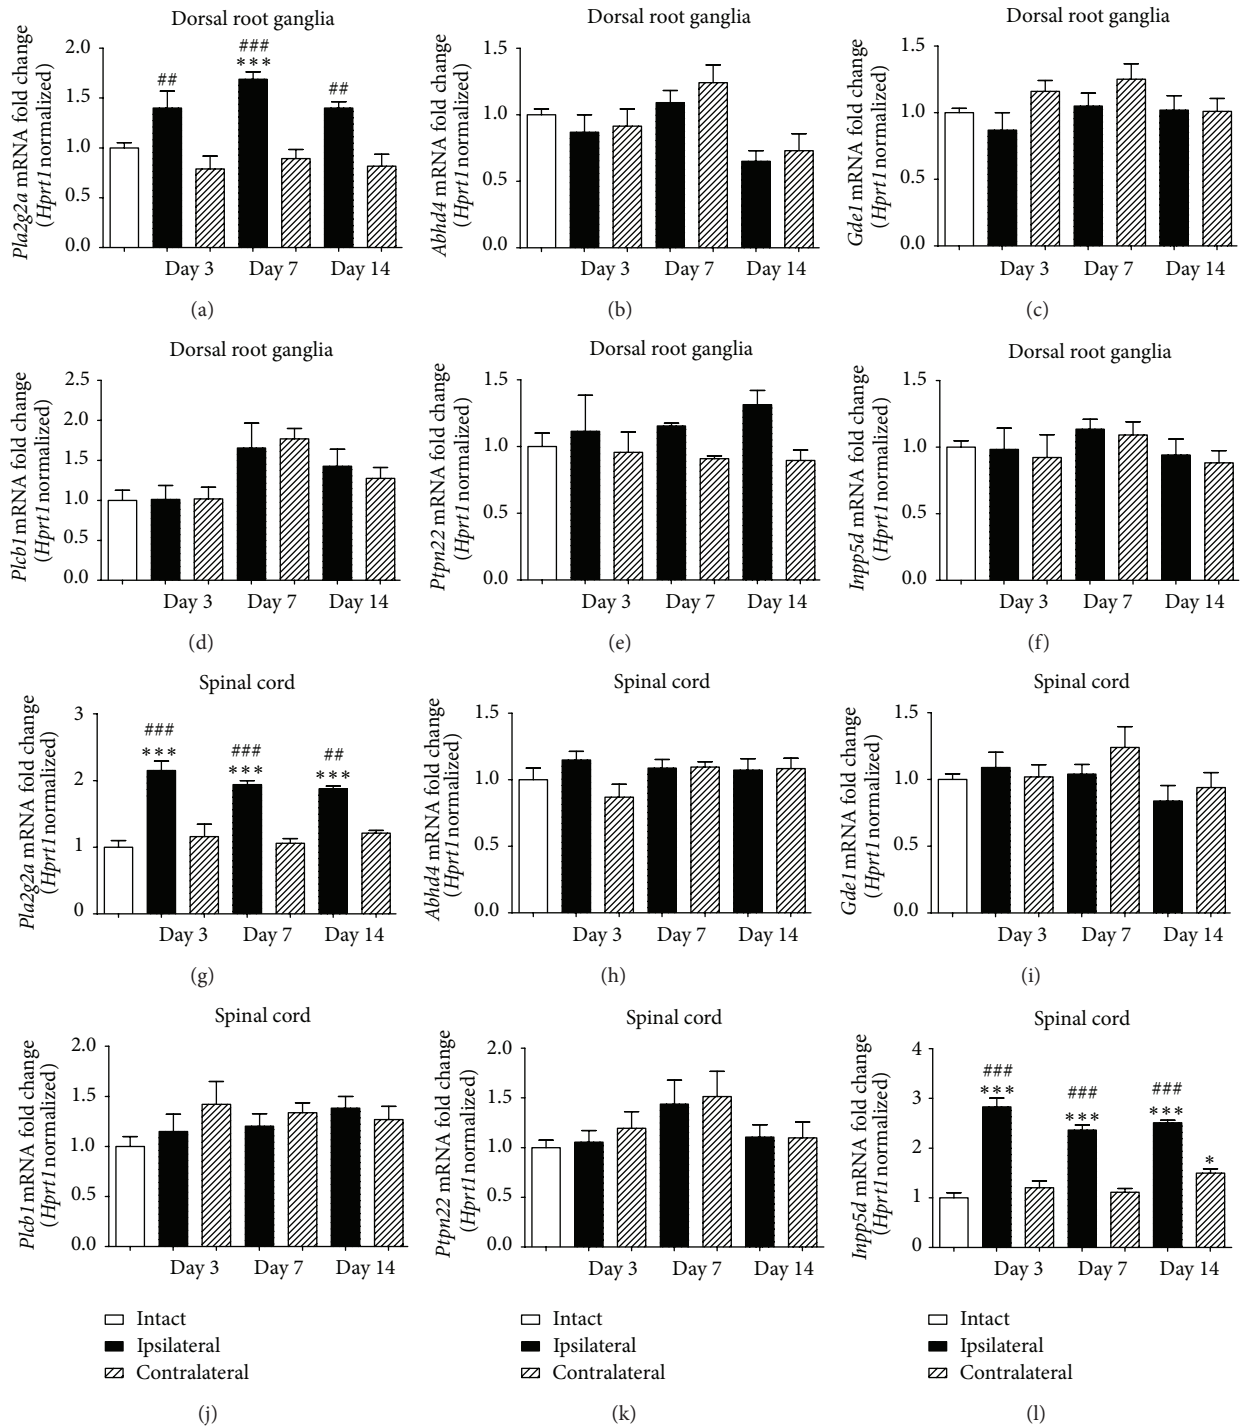 Dorsal root ganglia
Pla2g2a mRNA fold change
(Hprt1 normalized)
2.0
1.5
1.0
0.5
0.0
##
###
***
##
Day 3 Day 7 Day 14
(a)
Dorsal root ganglia
Abhd4 mRNA fold change
(Hprt1 normalized)
1.5
1.0
0.5
0.0
Day 3 Day 7 Day 14
(b)
Dorsal root ganglia
Gde1 mRNA fold change
(Hprt1 normalized)
1.5
1.0
0.5
0.0
Day 3 Day 7 Day 14
(c)
Dorsal root ganglia
Plcb1 mRNA fold change
(Hprt1 normalized)
2.5
2.0
1.5
1.0
0.5
0.0
Day 3 Day 7 Day 14
(d)
Dorsal root ganglia
Ptpn22 mRNA fold change
(Hprt1 normalized)
1.5
1.0
0.5
0.0
Day 3 Day 7 Day 14
(e)
Dorsal root ganglia
Inpp5d mRNA fold change
(Hprt1 normalized)
1.5
1.0
0.5
0.0
Day 3 Day 7 Day 14
(f)
Spinal cord
Pla2g2a mRNA fold change
(Hprt1 normalized)
3
2
1
0
###
***
###
***
##
***
Day 3 Day 7 Day 14
(g)
Spinal cord
Abhd4 mRNA fold change
(Hprt1 normalized)
1.5
1.0
0.5
0.0
Day 3 Day 7 Day 14
(h)
Spinal cord
Gde1 mRNA fold change
(Hprt1 normalized)
1.5
1.0
0.5
0.0
Day 3 Day 7 Day 14
(i)
Spinal cord
Plcb1 mRNA fold change
(Hprt1 normalized)
2.0
1.5
1.0
0.5
0.0
Day 3 Day 7 Day 14
Intact
Ipsilateral
Contralateral
(j)
Spinal cord
Ptpn22 mRNA fold change
(Hprt1 normalized)
2.0
1.5
1.0
0.5
0.0
Day 3 Day 7 Day 14
Intact
Ipsilateral
Contralateral
(k)
Spinal cord
Inpp5d mRNA fold change
(Hprt1 normalized)
4
3
2
1
0
###
***
###
***
###
***
*
Day 3 Day 7 Day 14
Intact
Ipsilateral
Contralateral
(l)